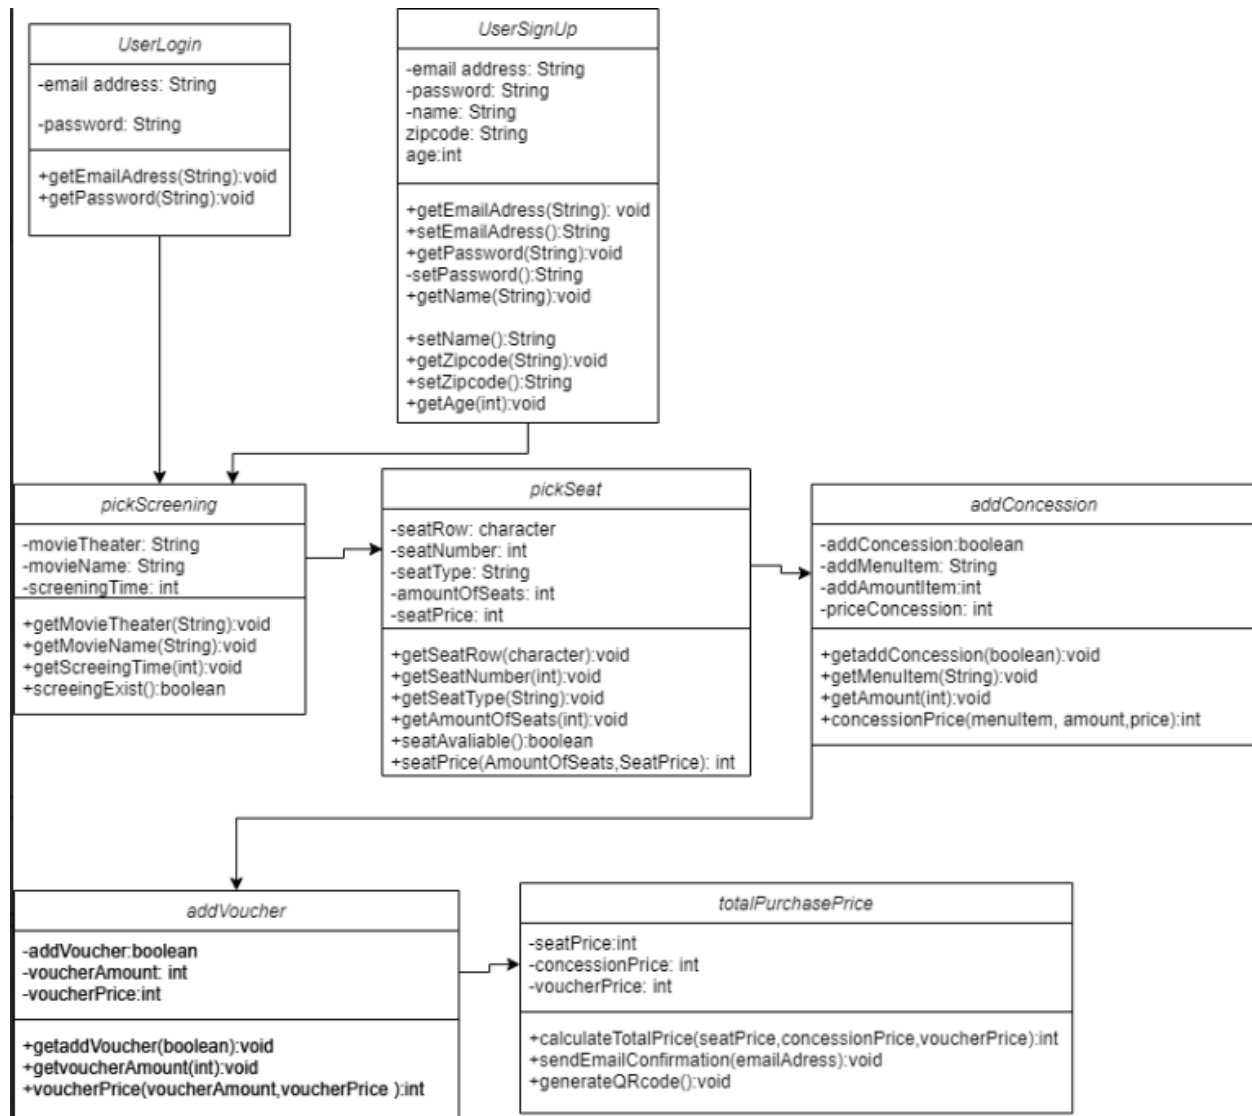 UserLogin
-email address: String
-password: String
+getEmailAdress(String):void
+getPassword(String):void
UserSignUp
-email address: String
-password: String
-name: String
zipcode: String
age:int
+getEmailAdress(String): void
+setEmailAdress():String
+getPassword(String):void
-setPassword():String
+getName(String):void
+setName():String
+getZipcode(String):void
+setZipcode():String
+getAge(int):void
pickScreening
-movieTheater: String
-movieName: String
-screeningTime: int
+getMovieTheater(String):void
+getMovieName(String):void
+getScreeingTime(int):void
+screeingExist():boolean
pickSeat
-seatRow: character
-seatNumber: int
-seatType: String
-amountOfSeats: int
-seatPrice: int
+getSeatRow(character):void
+getSeatNumber(int):void
+getSeatType(String):void
+getAmountOfSeats(int):void
+seatAvaliable():boolean
+seatPrice(AmountOfSeats,SeatPrice): int
addConcession
-addConcession:boolean
-addMenuItem: String
-addAmountItem:int
-priceConcession: int
+getaddConcession(boolean):void
+getMenuItem(String):void
+getAmount(int):void
+concessionPrice(menuItem, amount,price):int
addVoucher
-addVoucher:boolean
-voucherAmount: int
-voucherPrice:int
+getaddVoucher(boolean):void
+getvoucherAmount(int):void
+voucherPrice(voucherAmount,voucherPrice ):int
totalPurchasePrice
-seatPrice:int
-concessionPrice: int
-voucherPrice: int
+calculateTotalPrice(seatPrice,concessionPrice,voucherPrice):int
+sendEmailConfirmation(emailAdress):void
+generateQRcode():void